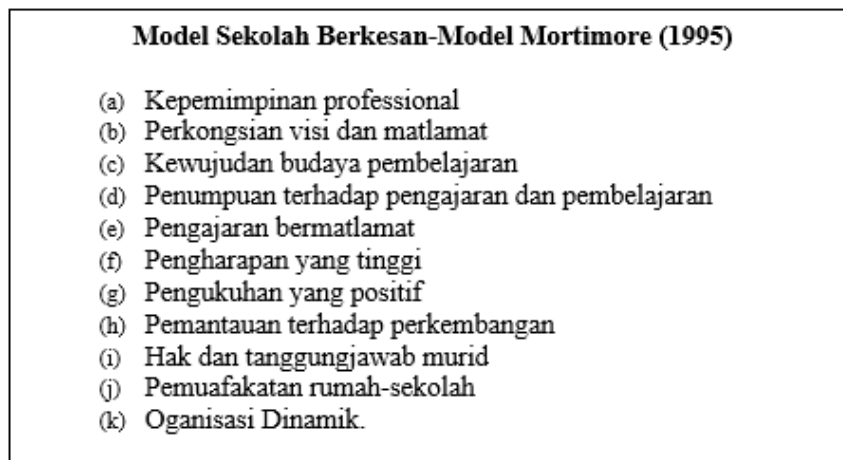 Model Sekolah Berkesan-Model Mortimore (1995)
(a) Kepemimpinan professional
(b) Perkongsian visi dan matlamat
(c) Kewujudan budaya pembelajaran
(d) Penumpuan terhadap pengajaran dan pembelajaran
(e) Pengajaran bermatlamat
(f) Pengharapan yang tinggi
(g) Pengukuhan yang positif
(h) Pemantauan terhadap perkembangan
(i) Hak dan tanggungjawab murid
(j) Pemuafakatan rumah-sekolah
(k) Oganisasi Dinamik.